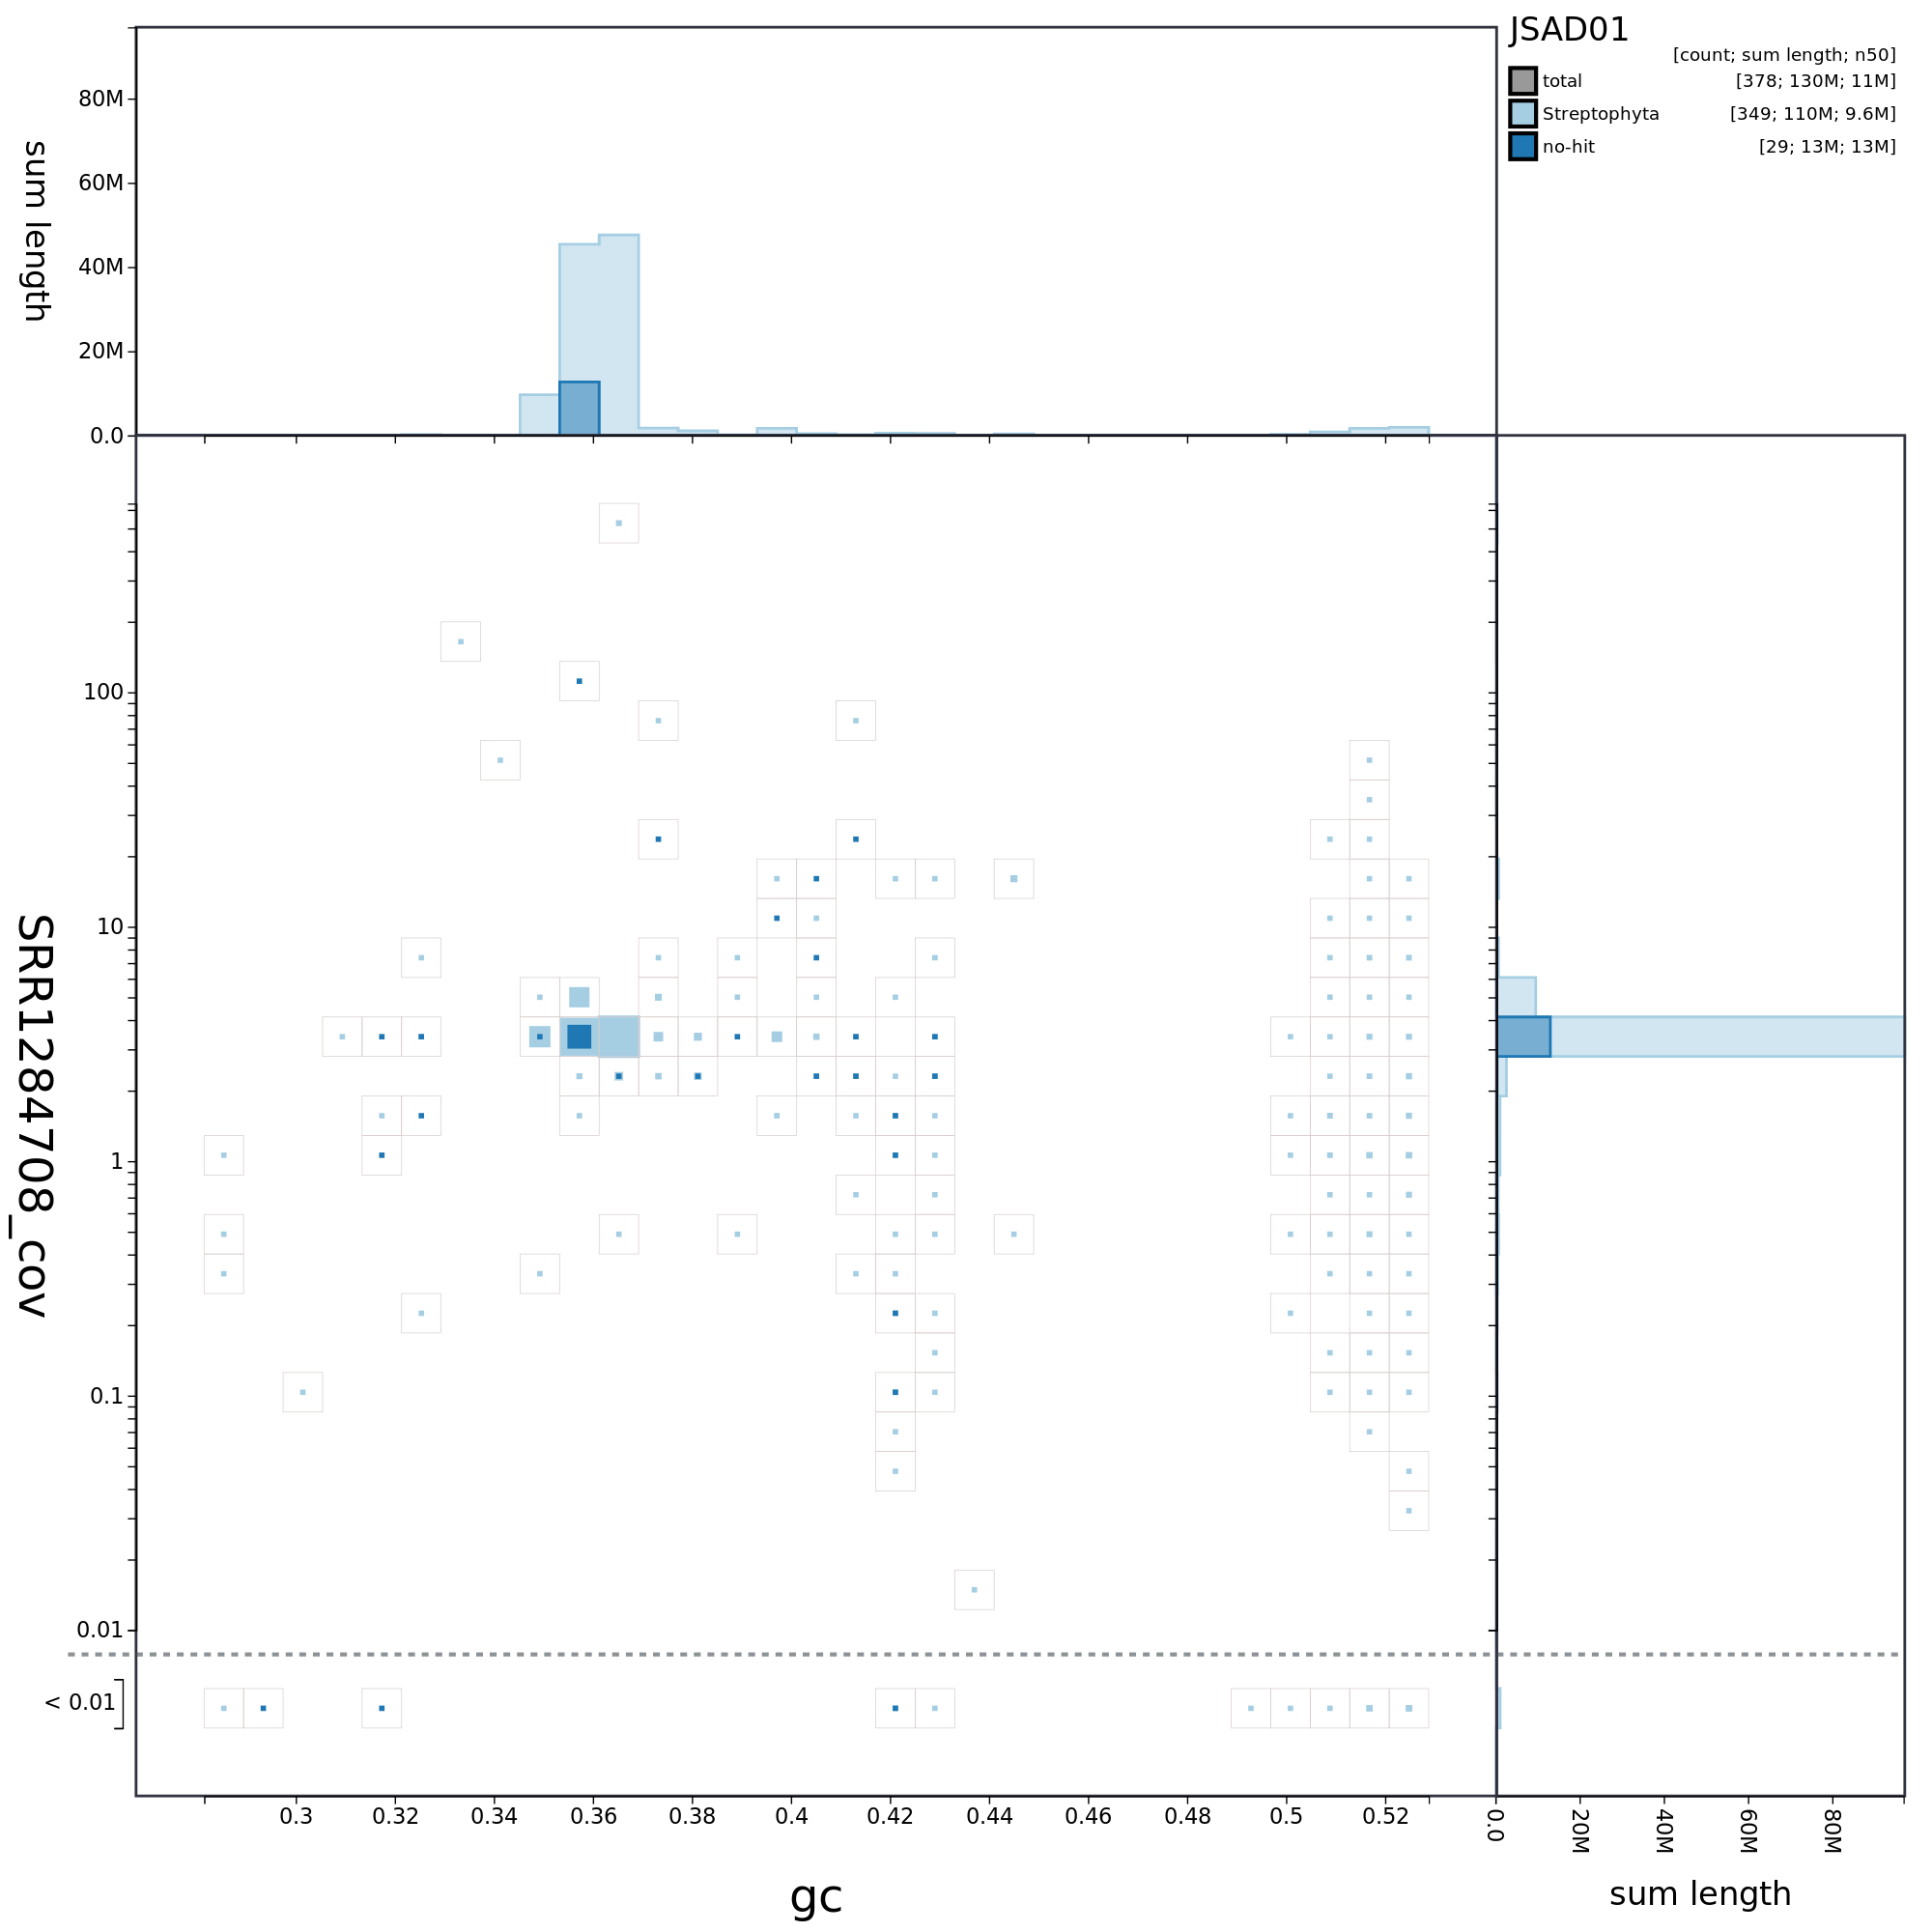 JSAD01
[count; sum length; n50]
total [378; 130M; 11M]
Streptophyta [349; 110M; 9.6M]
no-hit [29; 13M; 13M]
sum length
80M
60M
40M
20M
0.0
SRR1284708_cov
100
10
1
0.1
0.01
< 0.01
0.3 0.32 0.34 0.36 0.38 0.4 0.42 0.44 0.46 0.48 0.5 0.52
gc
0.0 20M 40M 60M 80M
sum length